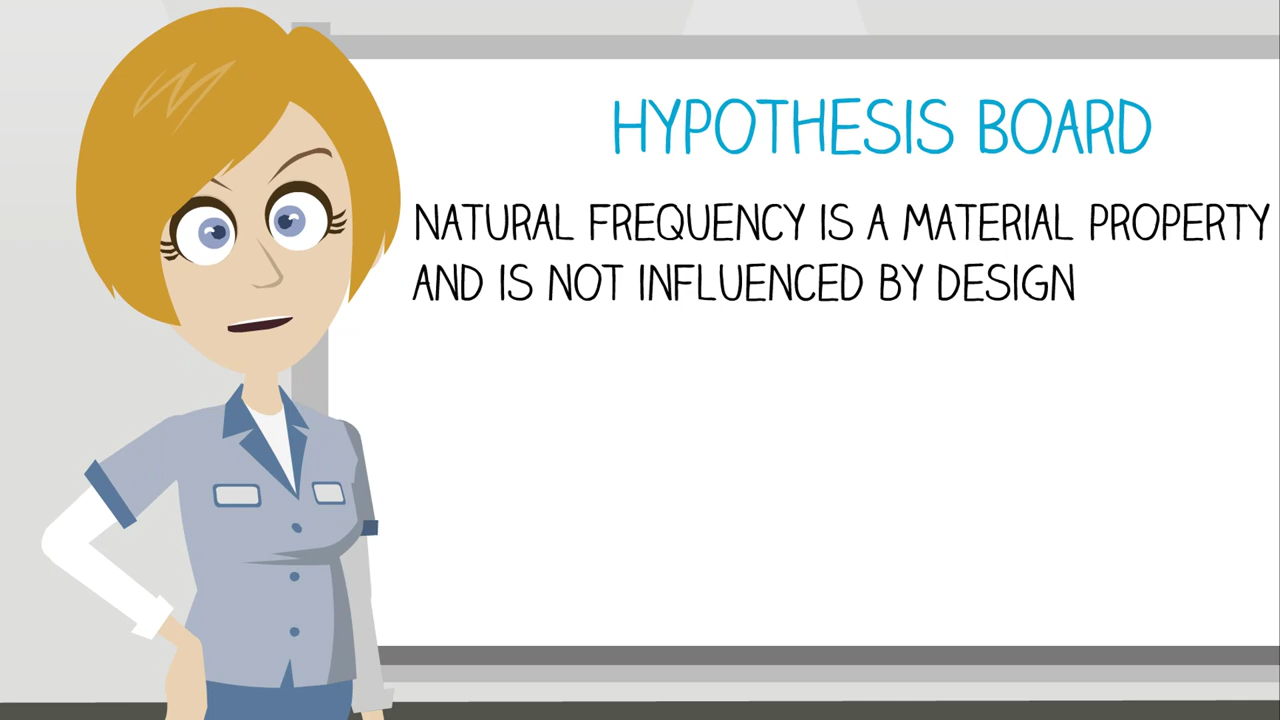 HYPOTHESIS BOARD
NATURAL FREQUENCY IS A MATERIAL PROPERTY
AND IS NOT INFLUENCED BY DESIGN